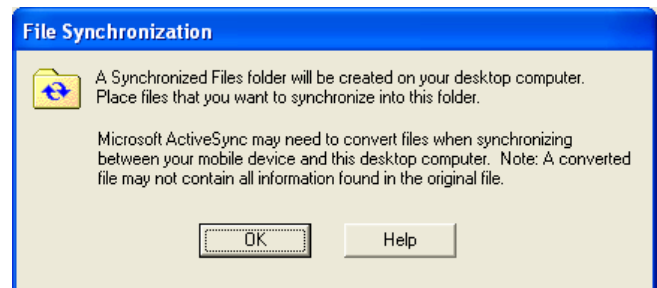 File Synchronization
A Synchronized Files folder will be created on your desktop computer.
Place files that you want to synchronize into this folder.
Microsoft ActiveSync may need to convert files when synchronizing
between your mobile device and this desktop computer.  Note: A converted
file may not contain all information found in the original file.
OK
Help